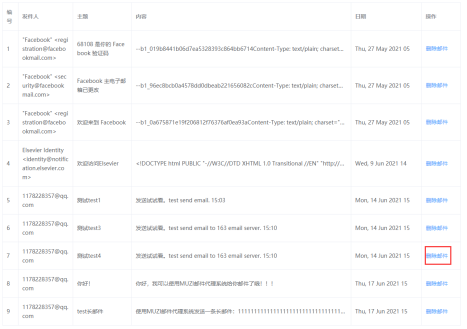 编号 发件人 主题 内容 日期 操作
1 "Facebook" <registration@facebookmail.com> 68108 是你的 Facebook 验证码 --b1_019b8441b06d7ea5328393c864bb6714Content-Type: text/plain; charset... Thu, 27 May 2021 05 删除邮件
2 "Facebook" <security@facebookmail.com> Facebook 主电子邮箱已更改 --b1_96ec8bcb0a4578dd0dbeab221656082cContent-Type: text/plain; charset... Thu, 27 May 2021 05 删除邮件
3 "Facebook" <registration@facebookmail.com> 欢迎来到 Facebook --b1_0a675871e19f206812f76376af0ea93aContent-Type: text/plain; charset="... Thu, 27 May 2021 05 删除邮件
4 Elsevier Identity <identity@notification.elsevier.com> 欢迎访问Elsevier <!DOCTYPE html PUBLIC "-//W3C//DTD XHTML 1.0 Transitional //EN" "http:/... Wed, 9 Jun 2021 14 删除邮件
5 1178228357@qq.com 测试test1 发送试试看。test send email. 15:03 Mon, 14 Jun 2021 15 删除邮件
6 1178228357@qq.com 测试test3 发送试试看。test send email to 163 email server. 15:10 Mon, 14 Jun 2021 15 删除邮件
7 1178228357@qq.com 测试test4 发送试试看。test send email to 163 email server. 15:10 Mon, 14 Jun 2021 15 删除邮件
8 1178228357@qq.com 你好！ 你好，我可以使用MUZI邮件代理系统给你邮件了哦！！！ Thu, 17 Jun 2021 15 删除邮件
9 1178228357@qq.com test长邮件 使用MUZI邮件代理系统发送一条长邮件：11111111111111111111111111111111... Thu, 17 Jun 2021 15 删除邮件